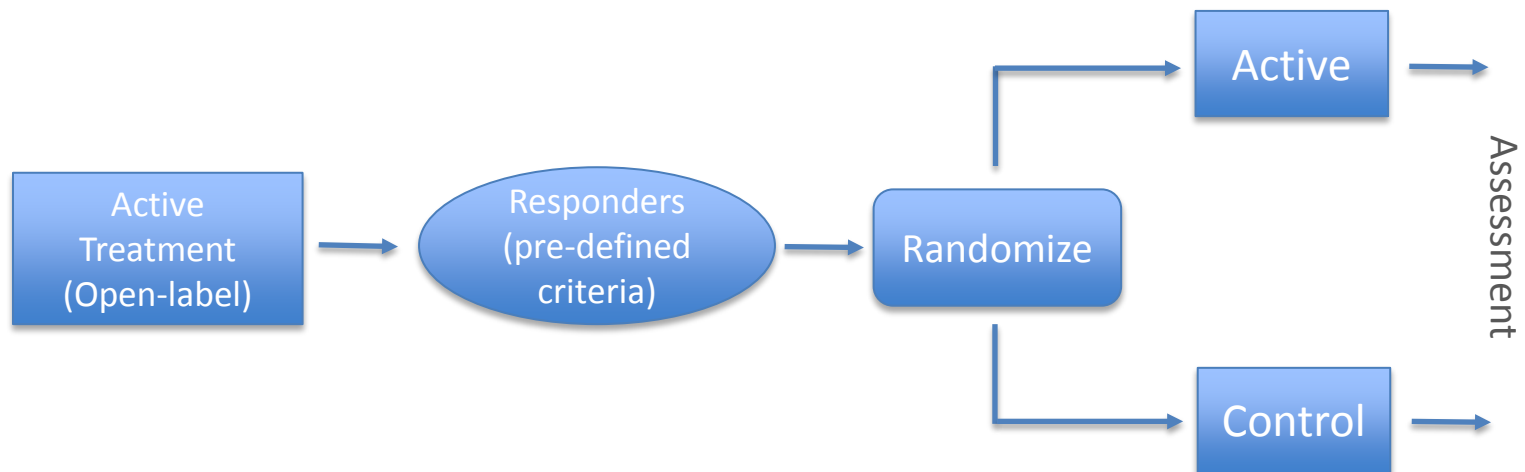 Active
Treatment
(Open-label)
Responders
(pre-defined
criteria)
Randomize
Active
Control
Assessment